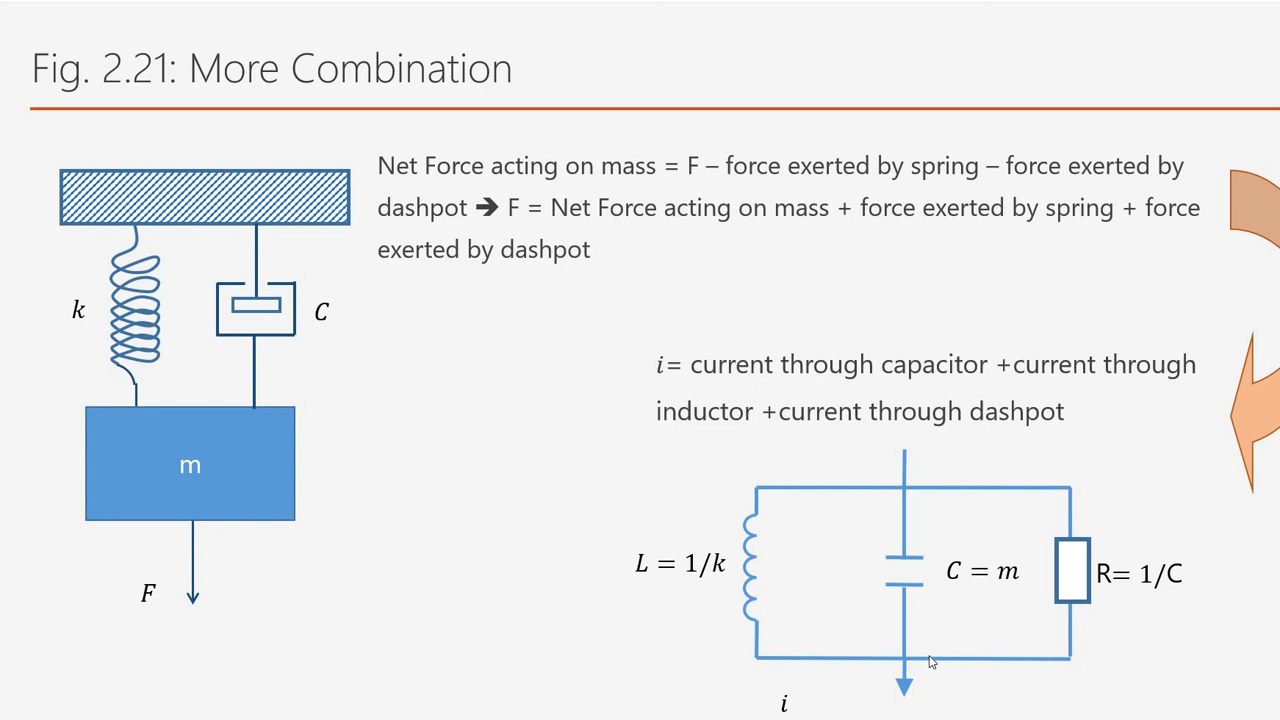 Fig. 2.21: More Combination
Net Force acting on mass = F – force exerted by spring – force exerted by
dashpot 🡺 F = Net Force acting on mass + force exerted by spring + force
exerted by dashpot
k
C
i= current through capacitor +current through
inductor +current through dashpot
m
L = 1/k
C = m
R= 1/C
F
i